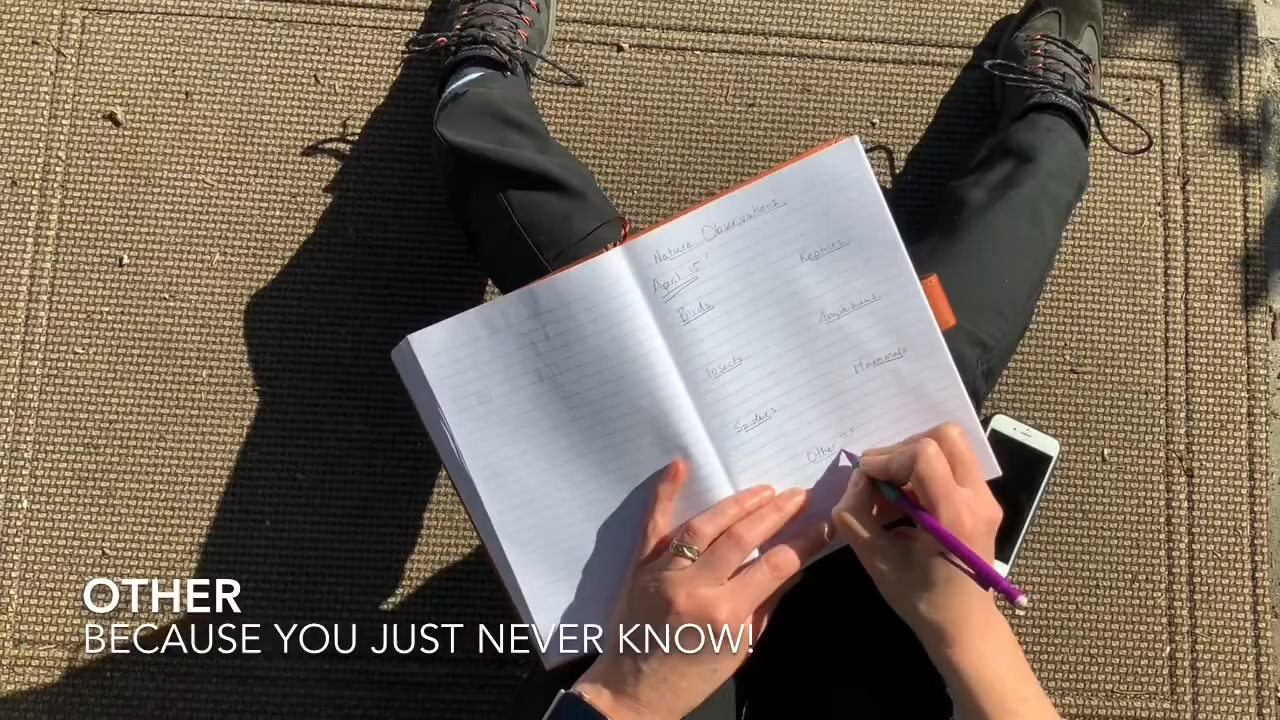 Nature Observations
April 15
Birds
Insects
Spiders
Reptiles
Amphibians
Mammals
Other ??
OTHER
BECAUSE YOU JUST NEVER KNOW!